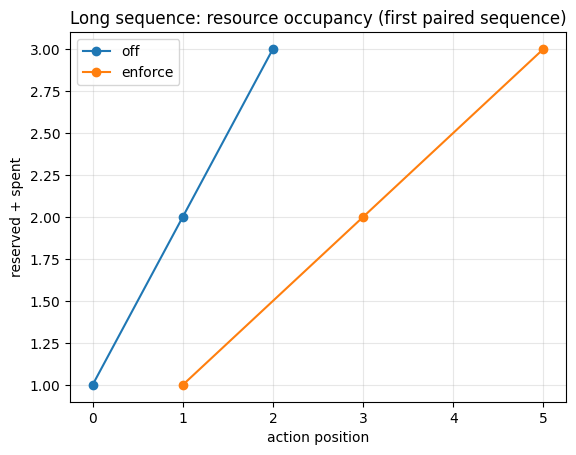 Long sequence: resource occupancy (first paired sequence)
off
enforce
reserved + spent
3.00
2.75
2.50
2.25
2.00
1.75
1.50
1.25
1.00
0 1 2 3 4 5
action position